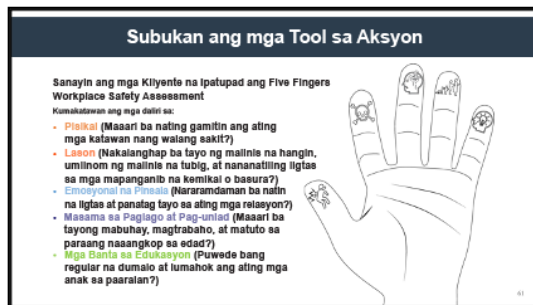 Subukan ang mga Tool sa Aksyon
Sanayin ang mga Kliyente na Ipatupad ang Five Fingers
Workplace Safety Assessment
Kumakatawan ang mga daliri sa:
• Pisikal (Maaari ba nating gamitin ang ating
mga katawan nang walang sakit?)
• Lason (Nakalanghap ba tayo ng malinis na hangin,
umiinom ng malinis na tubig, at nananatiling ligtas
sa mga mapanganib na kemikal o basura?)
• Emosyonal na Pinsala (Nararamdaman ba natin
na ligtas at panatag tayo sa ating mga relasyon?)
• Masama sa Paglago at Pag-unlad (Maaari ba
tayong mabuhay, magtrabaho, at matuto sa
paraang naaangkop sa edad?)
• Mga Banta sa Edukasyon (Puwede bang
regular na dumalo at lumahok ang ating mga
anak sa paaralan?)
61